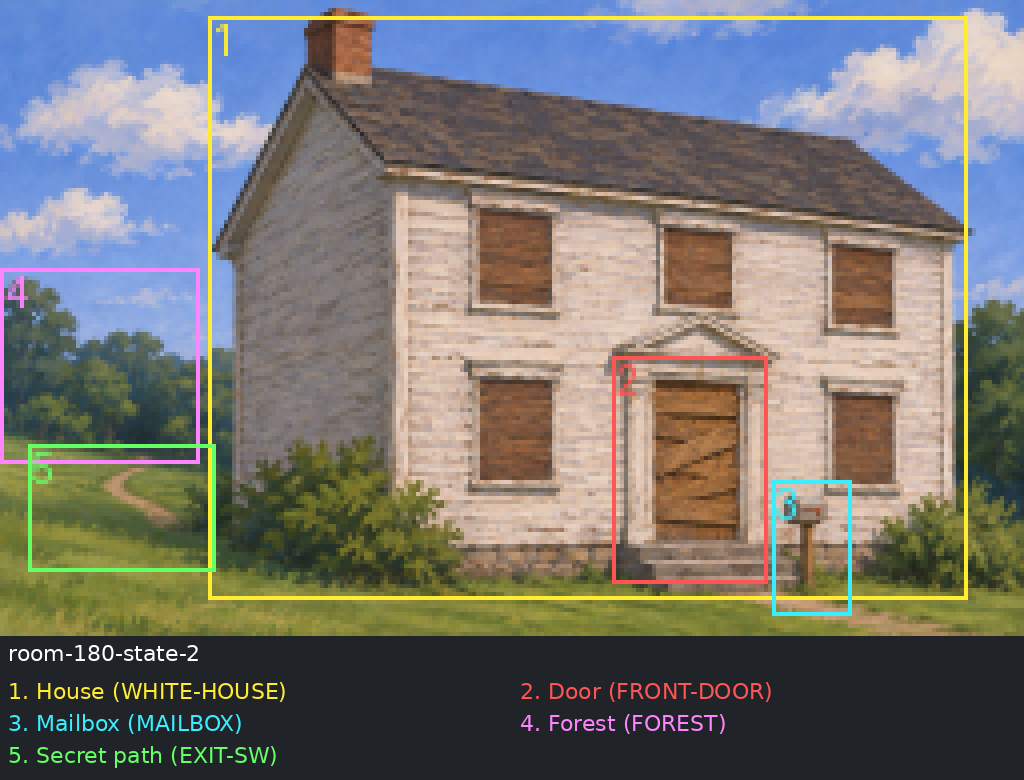 1
4
2
5
3
room-180-state-2
1. House (WHITE-HOUSE)
2. Door (FRONT-DOOR)
3. Mailbox (MAILBOX)
4. Forest (FOREST)
5. Secret path (EXIT-SW)